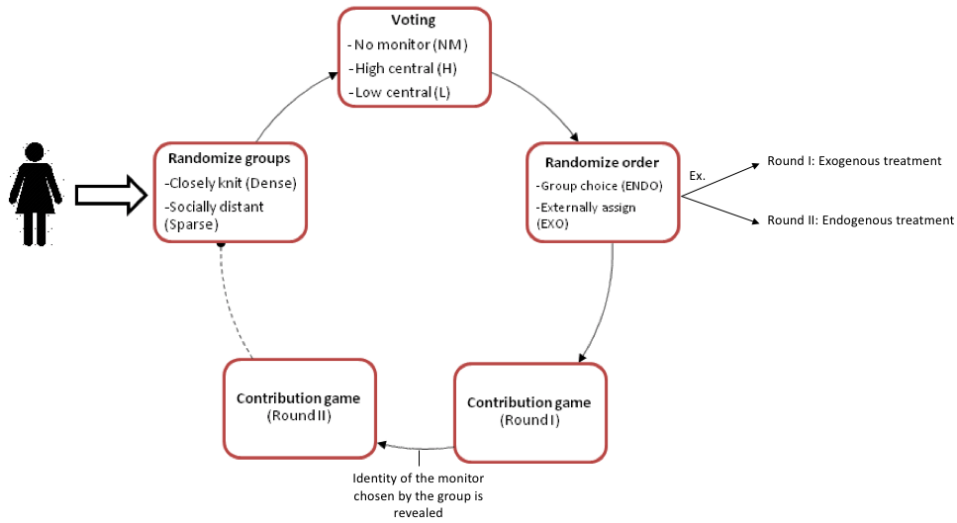 Voting
-No monitor (NM)
-High central (H)
-Low central (L)
Randomize groups
-Closely knit (Dense)
-Socially distant
(Sparse)
Randomize order
-Group choice (ENDO)
-Externally assign
(EXO)
Ex.
Round I: Exogenous treatment
Round II: Endogenous treatment
Contribution game
(Round I)
Identity of the monitor
chosen by the group is
revealed
Contribution game
(Round II)